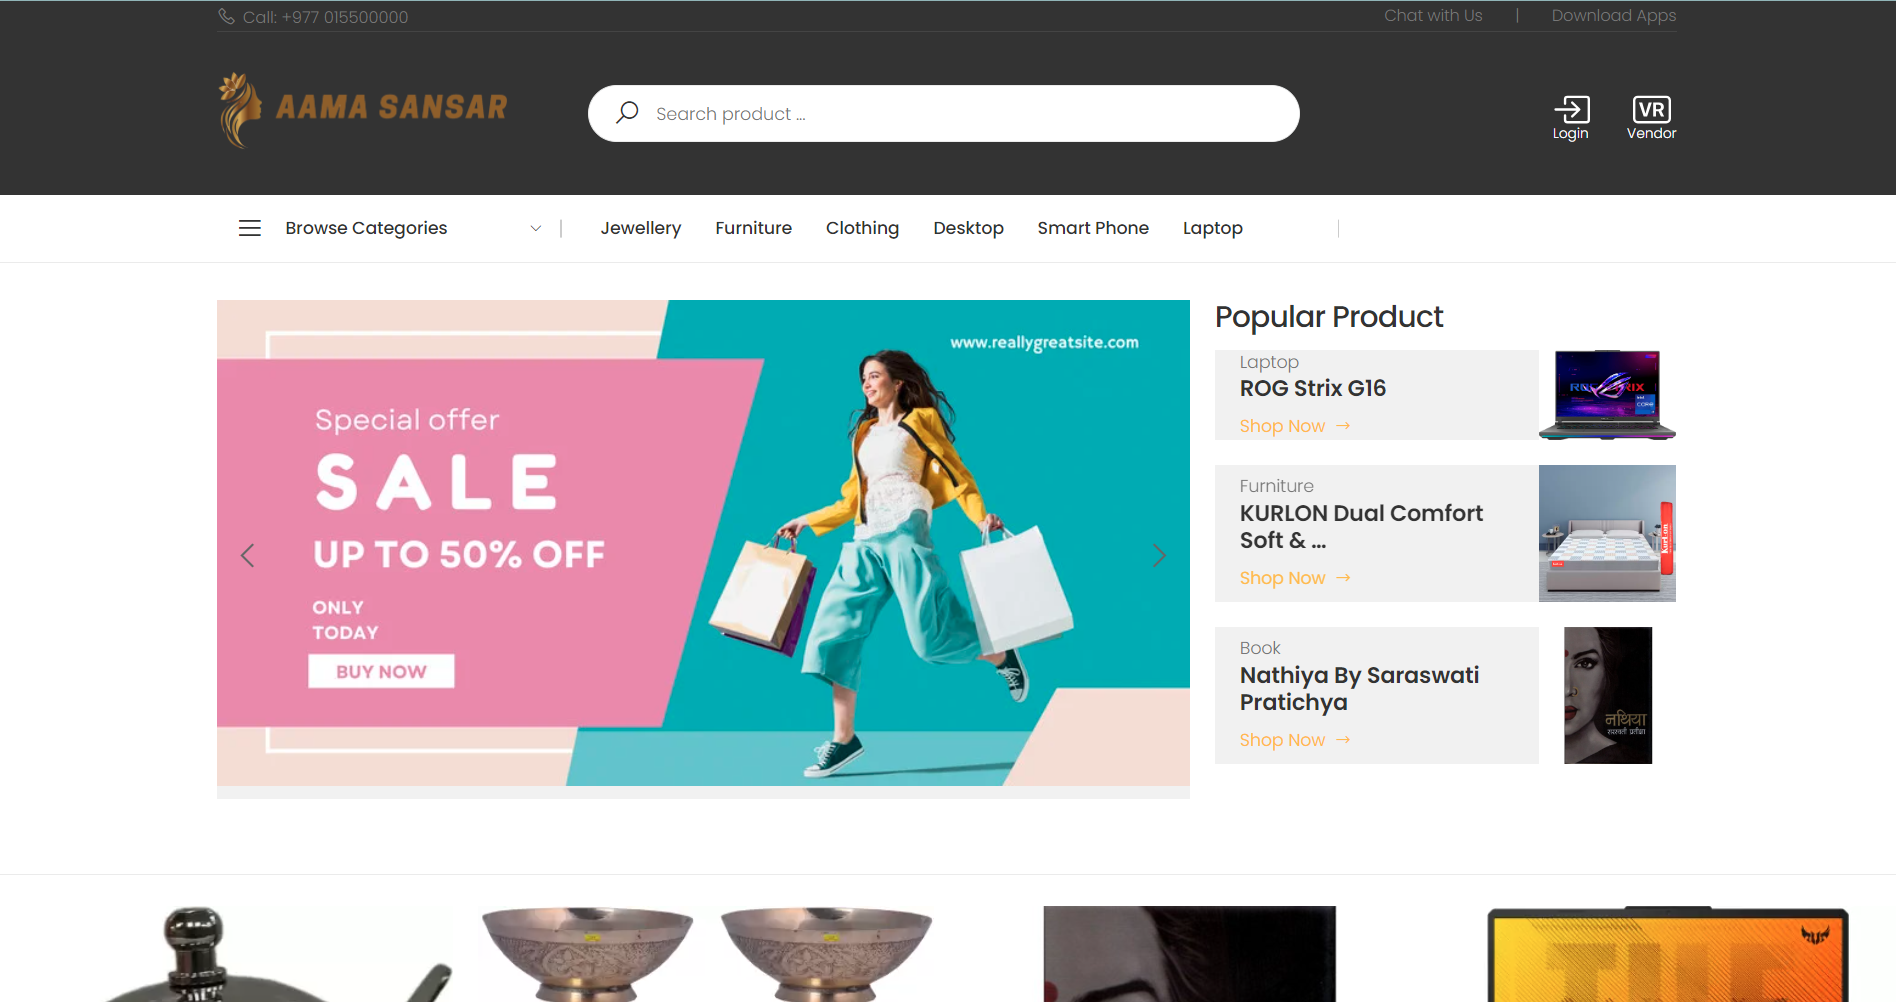 Call: +977 015500000
Chat with Us | Download Apps
AAMA SANSAR
Search product ...
Login
VR
Vendor
Browse Categories
Jewellery Furniture Clothing Desktop Smart Phone Laptop
www.reallygreatsite.com
Special offer
SALE
UP TO 50% OFF
ONLY
TODAY
BUY NOW
Popular Product
Laptop
ROG Strix G16
Shop Now →
Furniture
KURLON Dual Comfort
Soft & ...
Shop Now →
Book
Nathiya By Saraswati
Pratichya
Shop Now →
नथिया